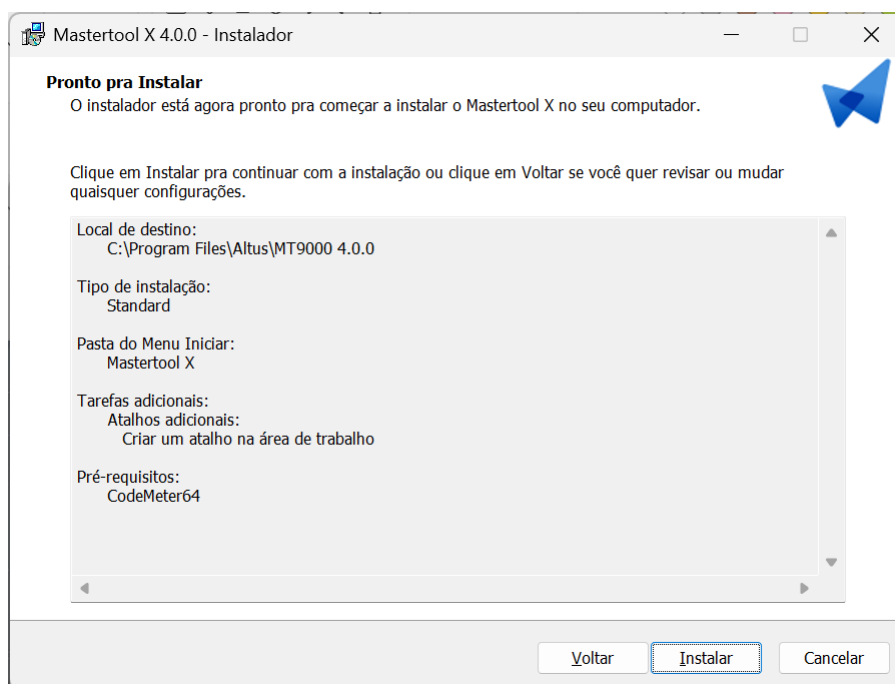 Mastertool X 4.0.0 - Instalador
Pronto pra Instalar
O instalador está agora pronto pra começar a instalar o Mastertool X no seu computador.
Clique em Instalar pra continuar com a instalação ou clique em Voltar se você quer revisar ou mudar
quaisquer configurações.
Local de destino:
C:\Program Files\Altus\MT9000 4.0.0
Tipo de instalação:
Standard
Pasta do Menu Iniciar:
Mastertool X
Tarefas adicionais:
Atalhos adicionais:
Criar um atalho na área de trabalho
Pré-requisitos:
CodeMeter64
Voltar
Instalar
Cancelar